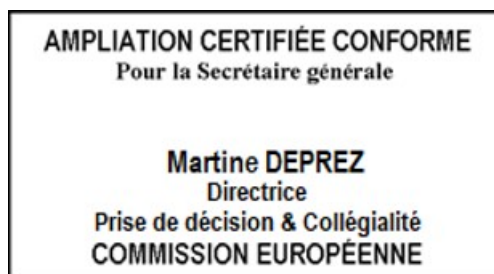 AMPLIATION CERTIFIÉE CONFORME
Pour la Secrétaire générale
Martine DEPREZ
Directrice
Prise de décision & Collégialité
COMMISSION EUROPÉENNE